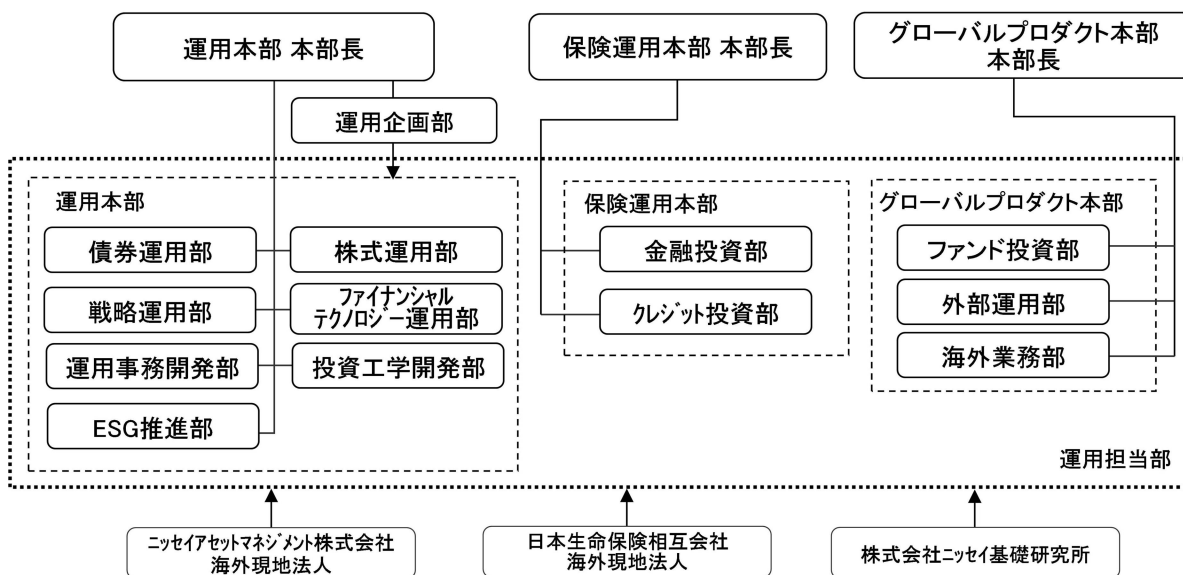 運用本部 本部長
保険運用本部 本部長
グローバルプロダクト本部
本部長
運用企画部
運用本部
債券運用部
株式運用部
戦略運用部
ファイナンシャル
テクノロジー運用部
運用事務開発部
投資工学開発部
ESG推進部
保険運用本部
金融投資部
クレジット投資部
グローバルプロダクト本部
ファンド投資部
外部運用部
海外業務部
運用担当部
ニッセイアセットマネジメント株式会社
海外現地法人
日本生命保険相互会社
海外現地法人
株式会社ニッセイ基礎研究所